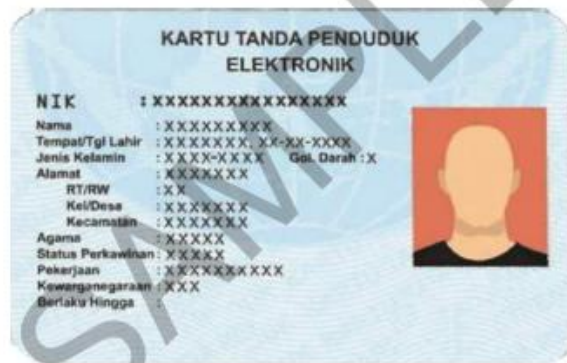 KARTU TANDA PENDUDUK
ELEKTRONIK
NIK : XXXXXXXXXXXXXXXX
Nama : XXXXXXXXX
Tempat/Tgl Lahir : XXXXXXX, XX-XX-XXXX
Jenis Kelamin : XXXX-XXXX Gol. Darah : X
Alamat : XXXXXXX
RT/RW : XX
Kel/Desa : XXXXXXX
Kecamatan : XXXXXXX
Agama : XXXXX
Status Perkawinan : XXXXX
Pekerjaan : XXXXXXXXXX
Kewarganegaraan : XXX
Berlaku Hingga :
SAMPLE